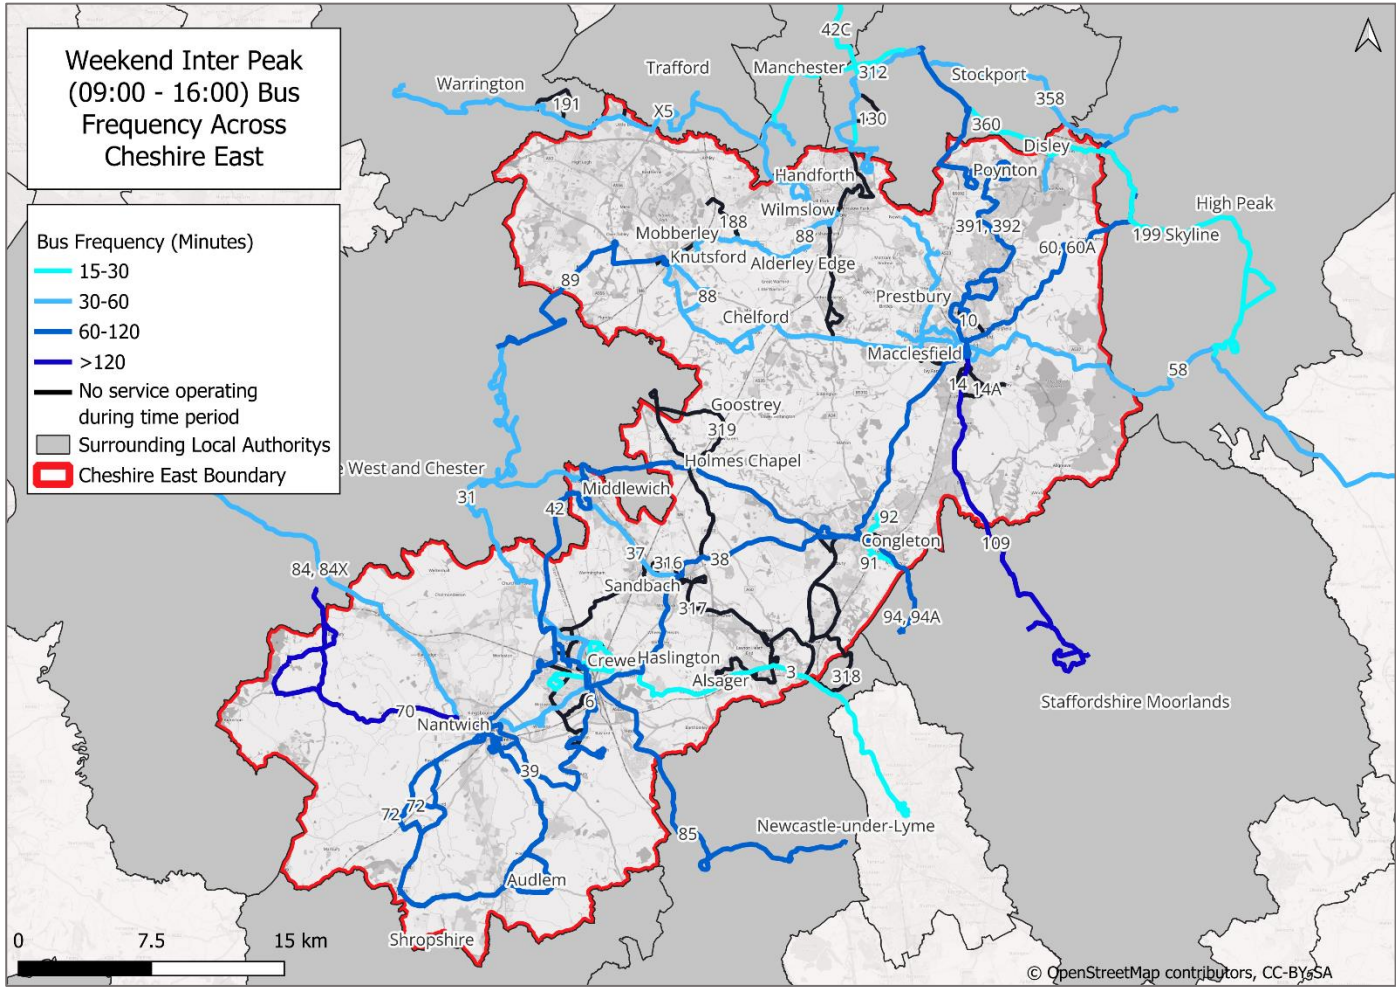 Weekend Inter Peak
(09:00 - 16:00) Bus
Frequency Across
Cheshire East
Bus Frequency (Minutes)
15-30
30-60
60-120
>120
No service operating
during time period
Surrounding Local Authoritys
Cheshire East Boundary
42C
Warrington
Trafford
Manchester
312
Stockport
191
X5
130
358
360
Disley
Handforth
Poynton
Wilmslow
188
High Peak
Mobberley
88
391, 392
60, 60A
199 Skyline
Knutsford
Alderley Edge
89
88
Prestbury
Chelford
10
Macclesfield
58
14
14A
Goostrey
319
Holmes Chapel
e West and Chester
31
Middlewich
42
92
Congleton
109
37
316
38
91
84, 84X
Sandbach
317
94, 94A
Crewe
Haslington
Alsager
3
318
6
Staffordshire Moorlands
70
Nantwich
39
72
72
85
Newcastle-under-Lyme
Audlem
Shropshire
0
7.5
15 km
© OpenStreetMap contributors, CC-BY-SA